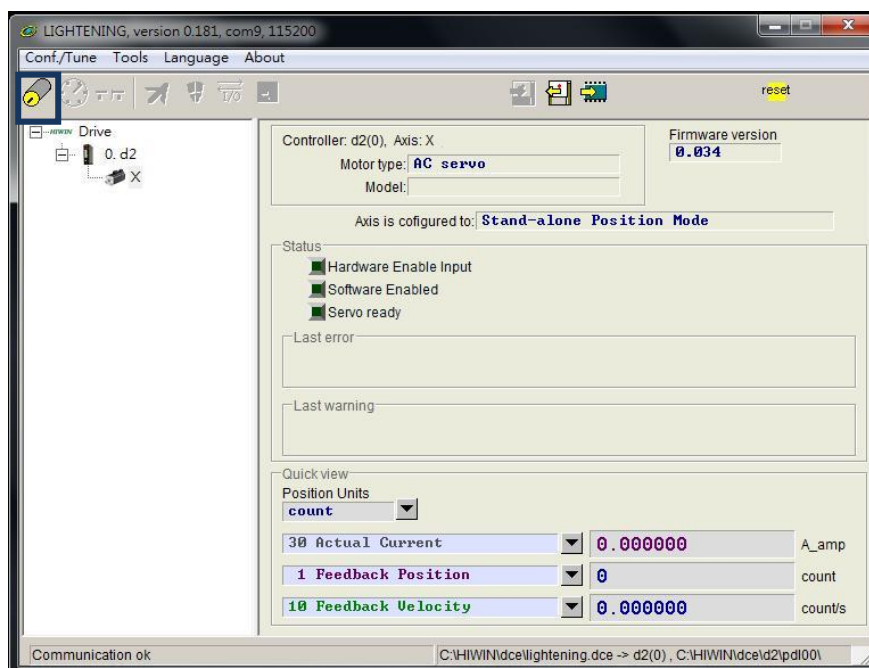 LIGHTENING, version 0.181, com9, 115200
Conf./Tune Tools Language About
I/O
reset
HIWIN Drive
0. d2
X
Controller: d2(0), Axis: X
Motor type: AC servo
Model:
Firmware version
0.034
Axis is cofigured to: Stand-alone Position Mode
Status
Hardware Enable Input
Software Enabled
Servo ready
Last error
Last warning
Quick view
Position Units
count
30 Actual Current 0.000000 A_amp
1 Feedback Position 0 count
10 Feedback Velocity 0.000000 count/s
Communication ok C:\HIWIN\dce\lightening.dce -> d2(0) , C:\HIWIN\dce\d2\pdl00\